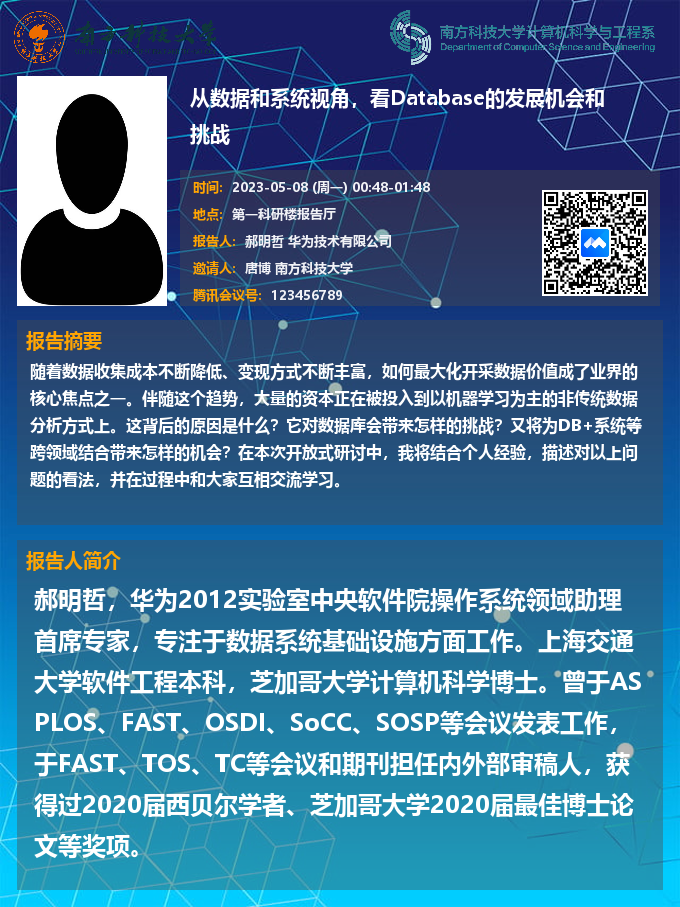 南方科技大学
南方科技大学计算机科学与工程系
Department of Computer Science and Engineering
从数据和系统视角，看Database的发展机会和
挑战
时间：2023-05-08 (周一) 00:48-01:48
地点：第一科研楼报告厅
报告人：郝明哲 华为技术有限公司
邀请人：唐博 南方科技大学
腾讯会议号：123456789
报告摘要
随着数据收集成本不断降低、变现方式不断丰富，如何最大化开采数据价值成了业界的
核心焦点之一。伴随这个趋势，大量的资本正在被投入到以机器学习为主的非传统数据
分析方式上。这背后的原因是什么？它对数据库会带来怎样的挑战？又将为DB+系统等
跨领域结合带来怎样的机会？在本次开放式研讨中，我将结合个人经验，描述对以上问
题的看法，并在过程中和大家互相交流学习。
报告人简介
郝明哲，华为2012实验室中央软件院操作系统领域助理
首席专家，专注于数据系统基础设施方面工作。上海交通
大学软件工程本科，芝加哥大学计算机科学博士。曾于AS
PLOS、FAST、OSDI、SoCC、SOSP等会议发表工作，
于FAST、TOS、TC等会议和期刊担任内外部审稿人，获
得过2020届西贝尔学者、芝加哥大学2020届最佳博士论
文等奖项。